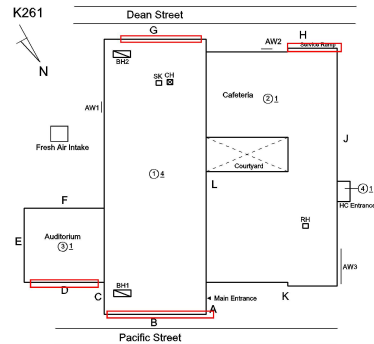 K261
Dean Street
G
H
AW2
Service Ramp
BH2
SK CH
Cafeteria
② 1
AW1
N
Fresh Air Intake
J
Courtyard
① 4
④ 1
HC Entrance
L
F
E
Auditorium
③ 1
RH
AW3
D
C
BH1
Main Entrance
A
K
B
Pacific Street